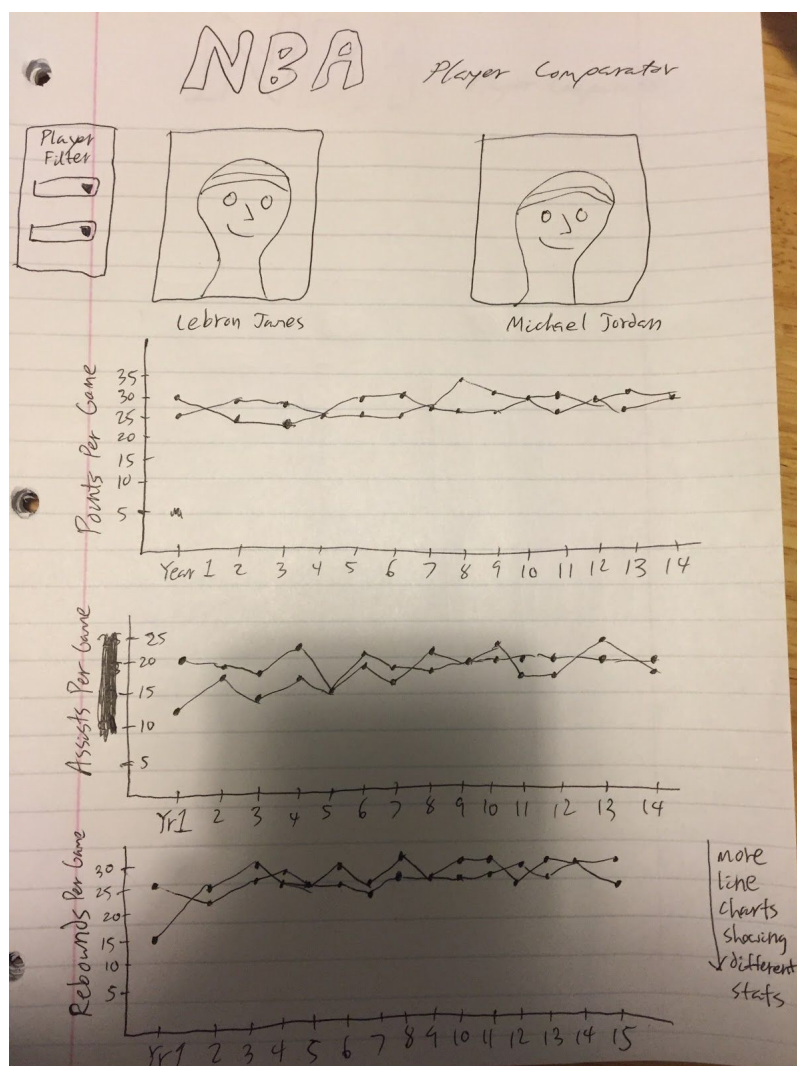 NBA Player Comparator
Player
Filter
Lebron James
Michael Jordan
Points Per Game
35
30
25
20
15
10
5
Year 1 2 3 4 5 6 7 8 9 10 11 12 13 14
Assists Per Game
25
20
15
10
5
Yr1 2 3 4 5 6 7 8 9 10 11 12 13 14
Rebounds Per Game
30
25
20
15
10
5
Yr1 2 3 4 5 6 7 8 9 10 11 12 13 14 15
more
line
charts
showing
different
stats